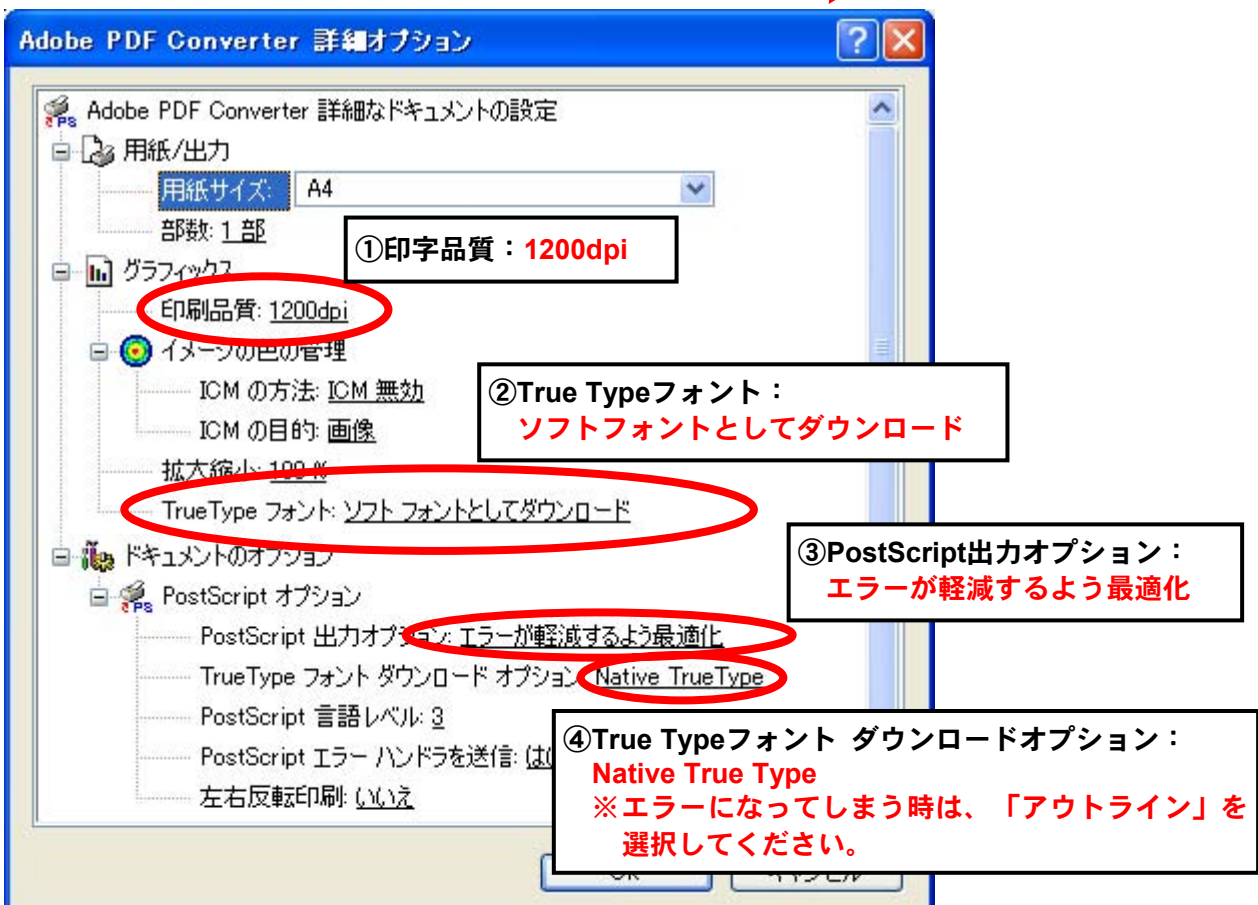 Adobe PDF Converter 詳細オプション
Adobe PDF Converter 詳細なドキュメントの設定
用紙/出力
用紙サイズ: A4
部数: 1 部
①印字品質：1200dpi
グラフィックス
印刷品質: 1200dpi
イメージの色の管理
ICM の方法: ICM 無効
ICM の目的: 画像
②True Typeフォント：
ソフトフォントとしてダウンロード
拡大縮小: 100 %
TrueType フォント: ソフト フォントとしてダウンロード
ドキュメントのオプション
③PostScript出力オプション：
エラーが軽減するよう最適化
PostScript オプション
PostScript 出力オプション: エラーが軽減するよう最適化
TrueType フォント ダウンロード オプション: Native TrueType
PostScript 言語レベル: 3
PostScript エラー ハンドラを送信:
左右反転印刷: いいえ
④True Typeフォント ダウンロードオプション：
Native True Type
※エラーになってしまう時は、「アウトライン」を
選択してください。
OK
キャンセル